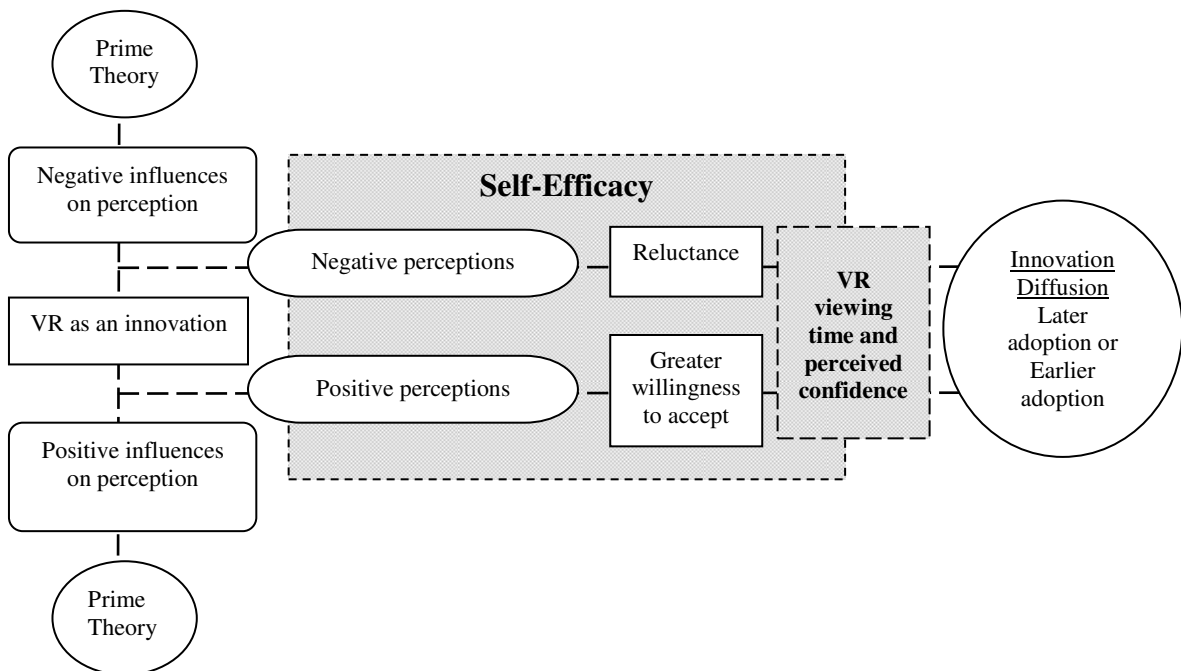 Prime
Theory
Negative influences
on perception
Self-Efficacy
Negative perceptions
Reluctance
VR as an innovation
VR
viewing
time and
perceived
confidence
Innovation
Diffusion
Later
adoption or
Earlier
adoption
Positive perceptions
Greater
willingness
to accept
Positive influences
on perception
Prime
Theory